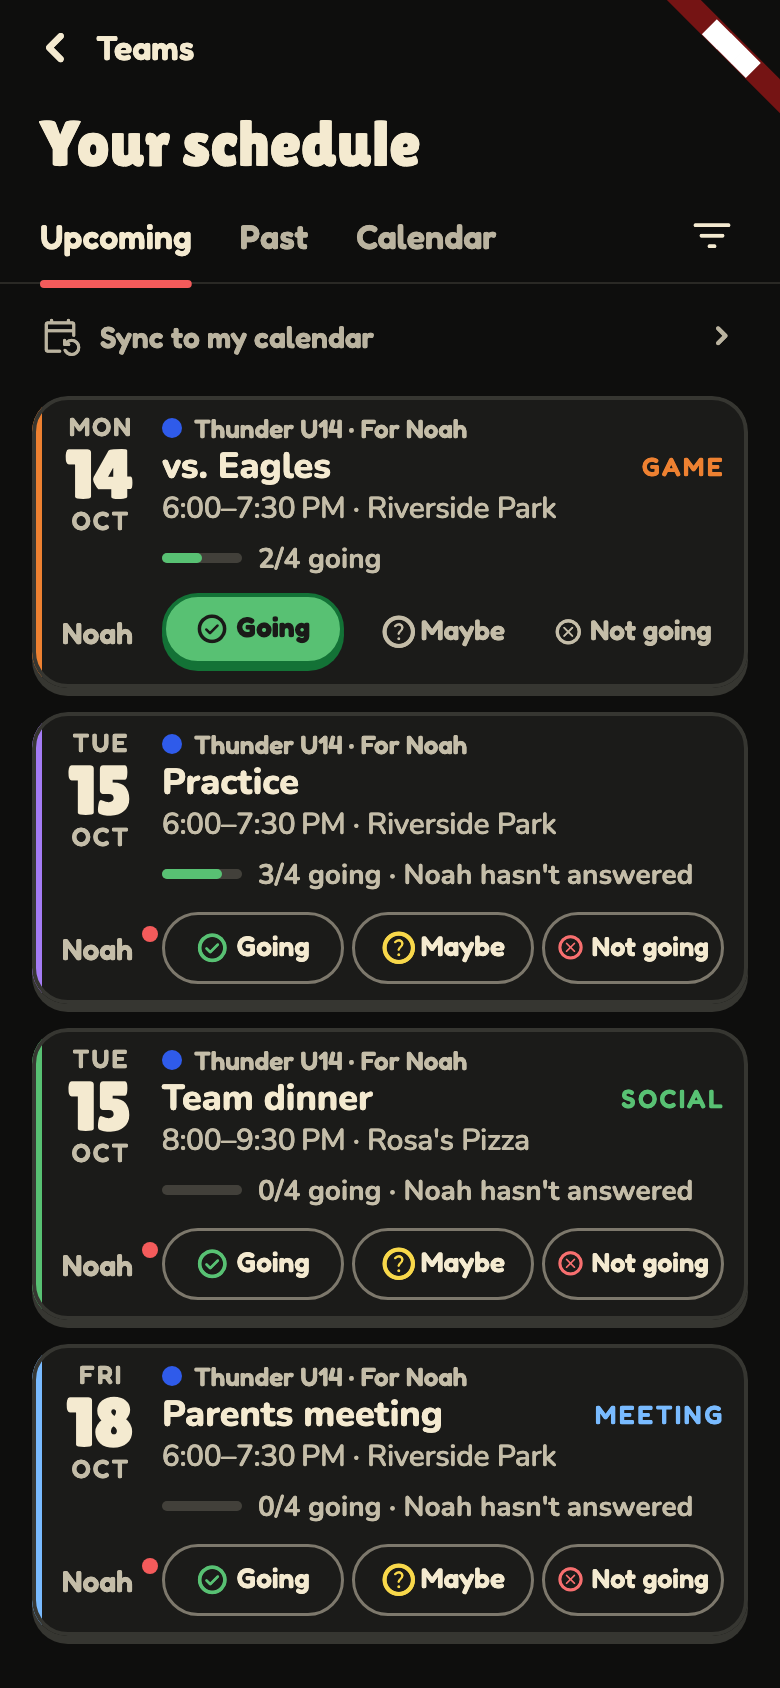 Teams
Your schedule
Upcoming Past Calendar
Sync to my calendar
MON
14
OCT
Thunder U14 · For Noah
vs. Eagles
GAME
6:00–7:30 PM · Riverside Park
2/4 going
Noah Going Maybe Not going
TUE
15
OCT
Thunder U14 · For Noah
Practice
6:00–7:30 PM · Riverside Park
3/4 going · Noah hasn't answered
Noah Going Maybe Not going
TUE
15
OCT
Thunder U14 · For Noah
Team dinner
SOCIAL
8:00–9:30 PM · Rosa's Pizza
0/4 going · Noah hasn't answered
Noah Going Maybe Not going
FRI
18
OCT
Thunder U14 · For Noah
Parents meeting
MEETING
6:00–7:30 PM · Riverside Park
0/4 going · Noah hasn't answered
Noah Going Maybe Not going